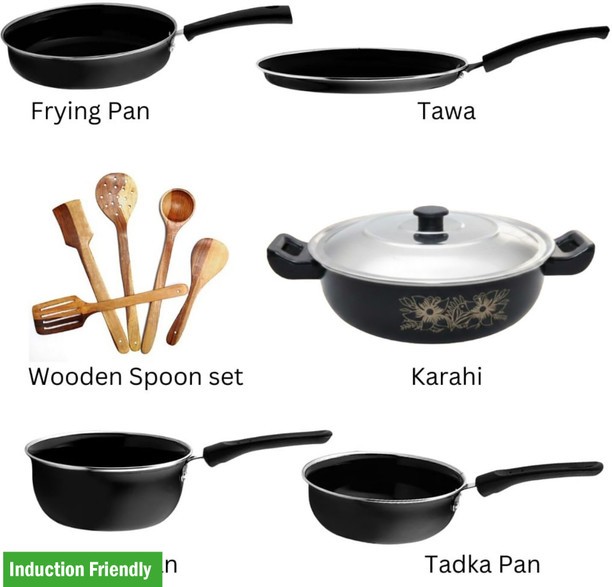 Frying Pan
Tawa
Wooden Spoon set
Karahi
Induction Friendly
Tadka Pan